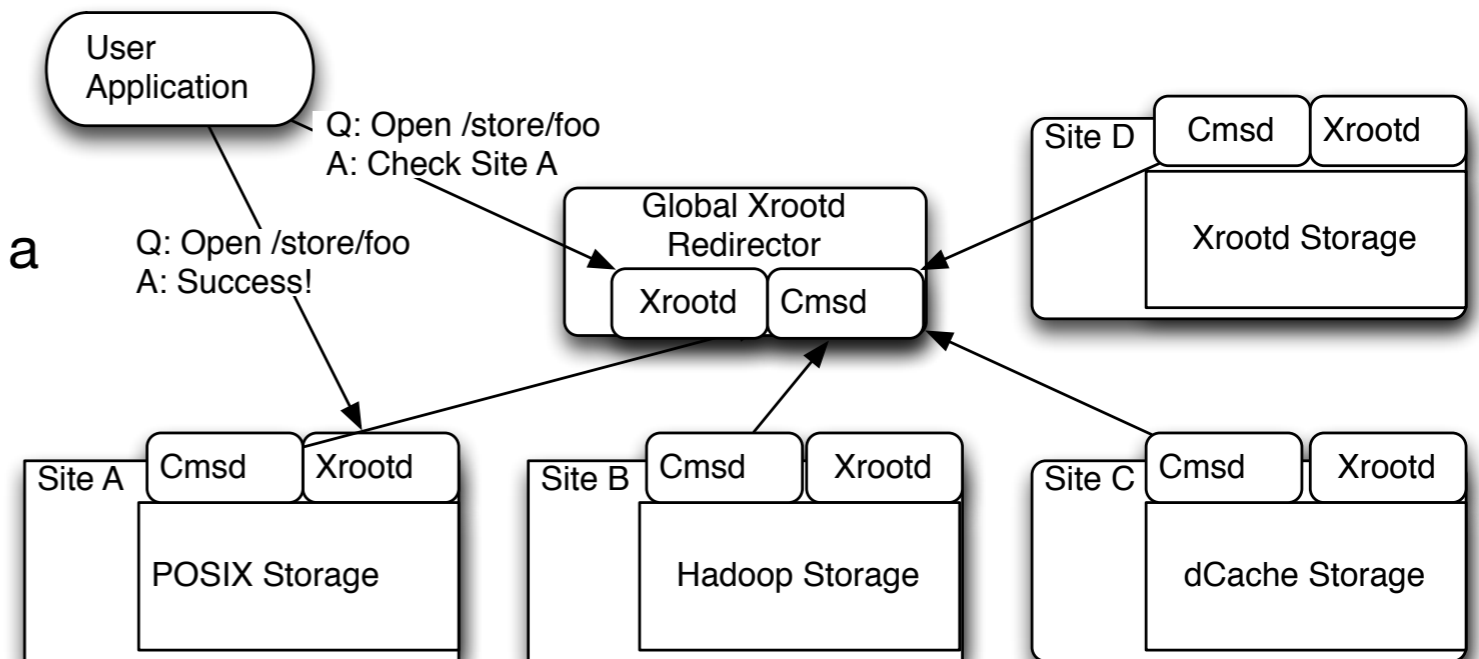 User
Application
Q: Open /store/foo
A: Check Site A
Site D
Cmsd
Xrootd
Xrootd Storage
Global Xrootd
Redirector
Xrootd
Cmsd
a
Q: Open /store/foo
A: Success!
Site A
Cmsd
Xrootd
POSIX Storage
Site B
Cmsd
Xrootd
Hadoop Storage
Site C
Cmsd
Xrootd
dCache Storage